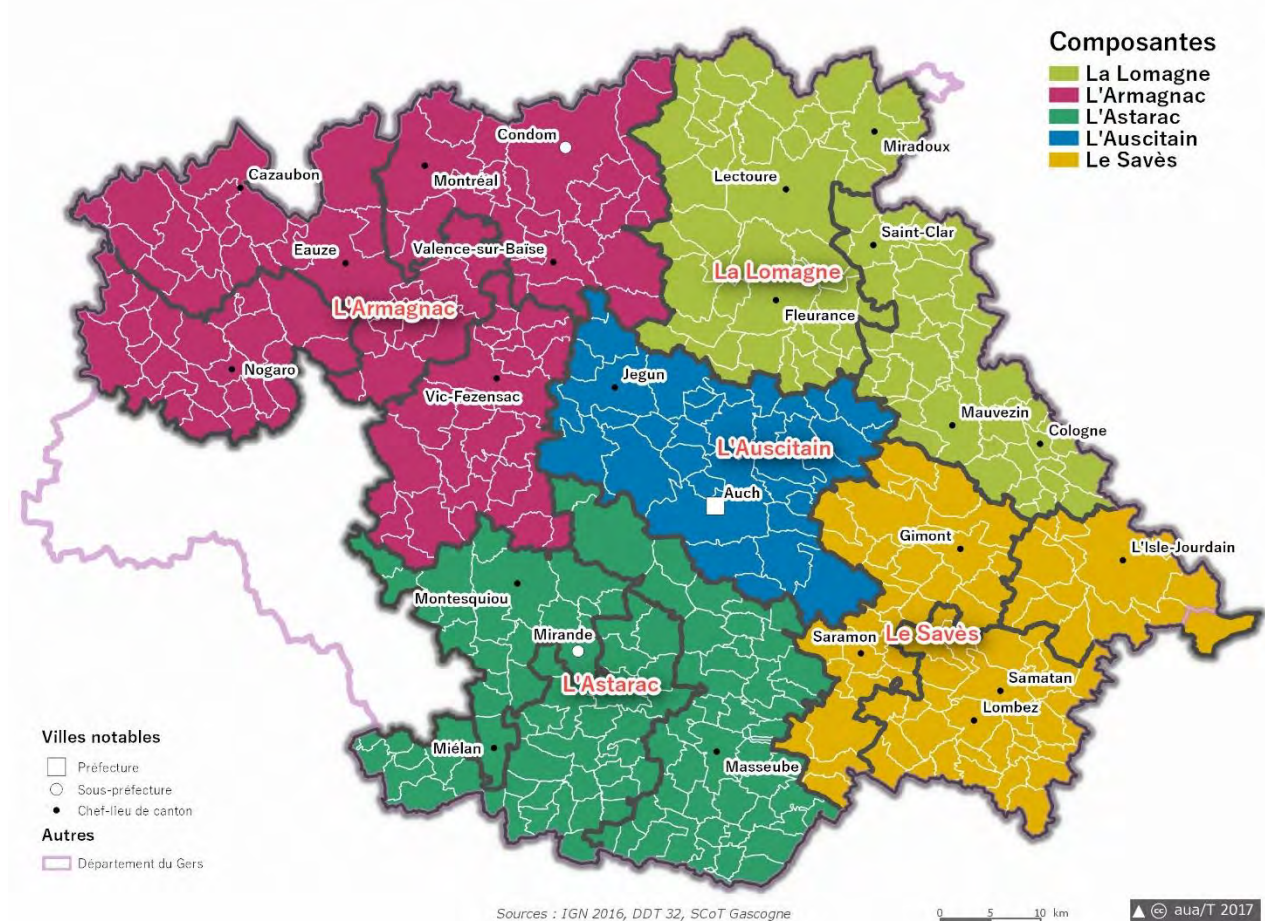 Composantes
La Lomagne
L'Armagnac
L'Astarac
L'Auscitain
Le Savès
Condom
Miradoux
Cazaubon
Montréal
Lectoure
Saint-Clar
Eauze
Valence-sur-Baïse
La Lomagne
L'Armagnac
Fleurance
Nogaro
Jegun
Vic-Fezensac
Mauvezin
Cologne
L'Auscitain
Auch
Gimont
L'Isle-Jourdain
Montesquiou
Mirande
Saramon
Le Savès
L'Astarac
Samatan
Lombez
Miélan
Masseube
Villes notables
Préfecture
Sous-préfecture
Chef-lieu de canton
Autres
Département du Gers
Sources : IGN 2016, DDT 32, SCoT Gascogne
0 5 10 km
▲ cc aua/T 2017